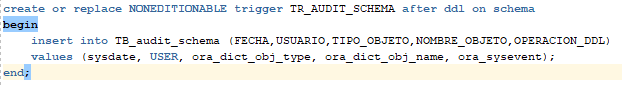 create or replace NONEDITIONABLE trigger TR_AUDIT_SCHEMA after ddl on schema
begin
insert into TB_audit_schema (FECHA,USUARIO,TIPO_OBJETO,NOMBRE_OBJETO,OPERACION_DDL)
values (sysdate, USER, ora_dict_obj_type, ora_dict_obj_name, ora_sysevent);
end;